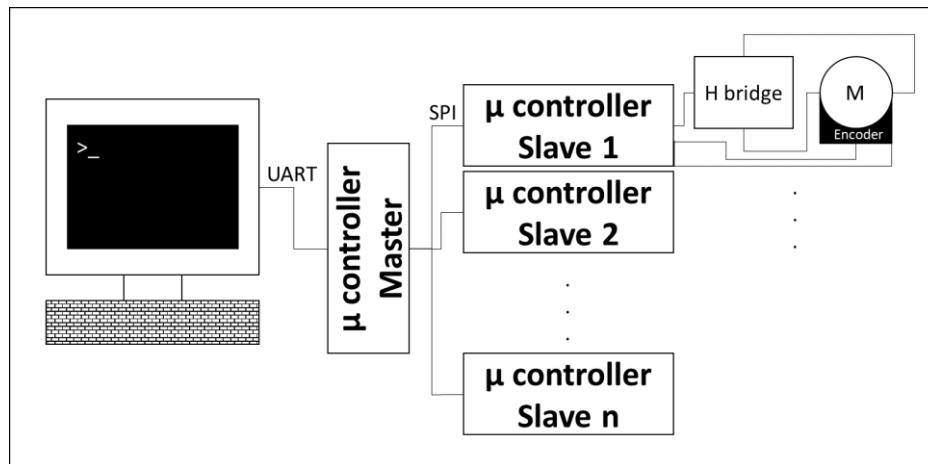 >_
UART
μ controller
Master
SPI
μ controller
Slave 1
H bridge
M
Encoder
μ controller
Slave 2
μ controller
Slave n